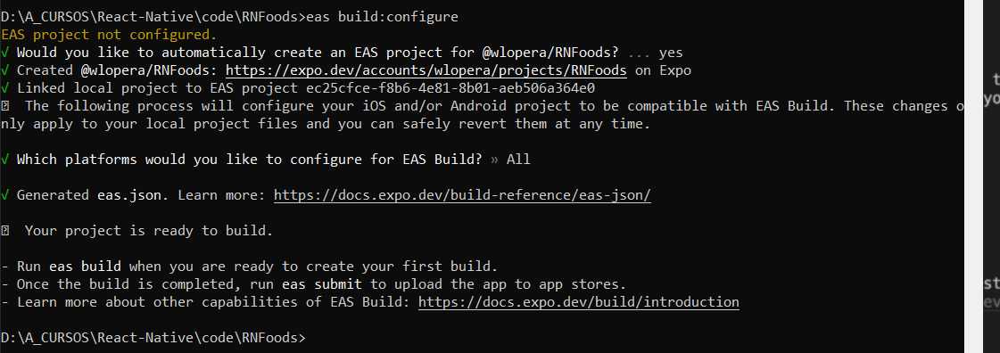 D:\A_CURSOS\React-Native\code\RNFoods>eas build:configure
EAS project not configured.
√ Would you like to automatically create an EAS project for @wlopera/RNFoods? ... yes
√ Created @wlopera/RNFoods: https://expo.dev/accounts/wlopera/projects/RNFoods on Expo
√ Linked local project to EAS project ec25cfce-f8b6-4e81-8b01-aeb506a364e0
The following process will configure your iOS and/or Android project to be compatible with EAS Build. These changes o
nly apply to your local project files and you can safely revert them at any time.
√ Which platforms would you like to configure for EAS Build? » All
√ Generated eas.json. Learn more: https://docs.expo.dev/build-reference/eas-json/
Your project is ready to build.
- Run eas build when you are ready to create your first build.
- Once the build is completed, run eas submit to upload the app to app stores.
- Learn more about other capabilities of EAS Build: https://docs.expo.dev/build/introduction
D:\A_CURSOS\React-Native\code\RNFoods>